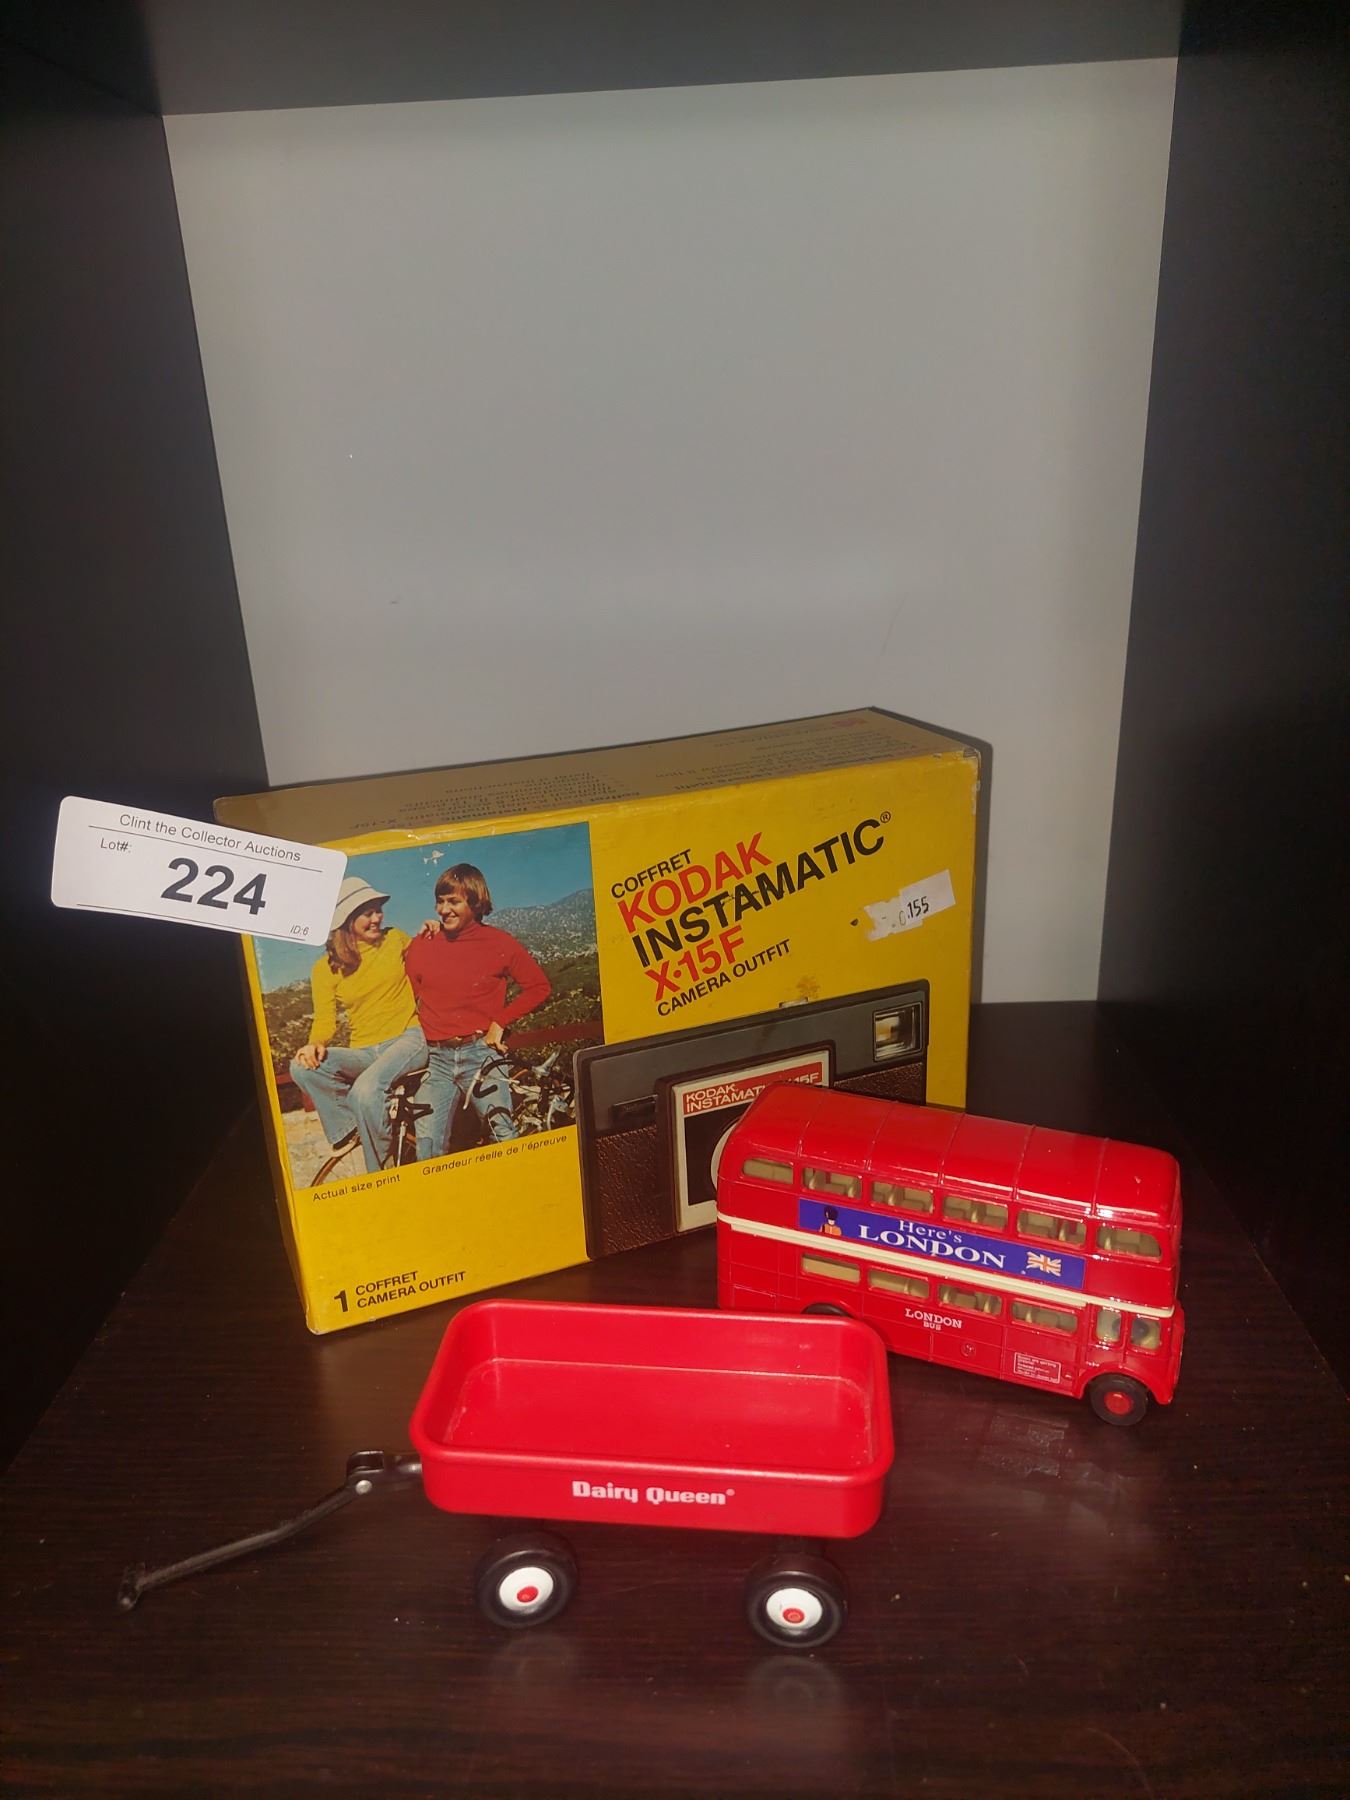 Clint the Collector Auctions
Lot#:
224
ID:6
COFFRET
KODAK
INSTAMATIC®
X-15F
CAMERA OUTFIT
155
KODAK
Actual size print
Grandeur réelle de l'épreuve
1 COFFRET
CAMERA OUTFIT
Here's
LONDON
LONDON
BUS
Dairy Queen®